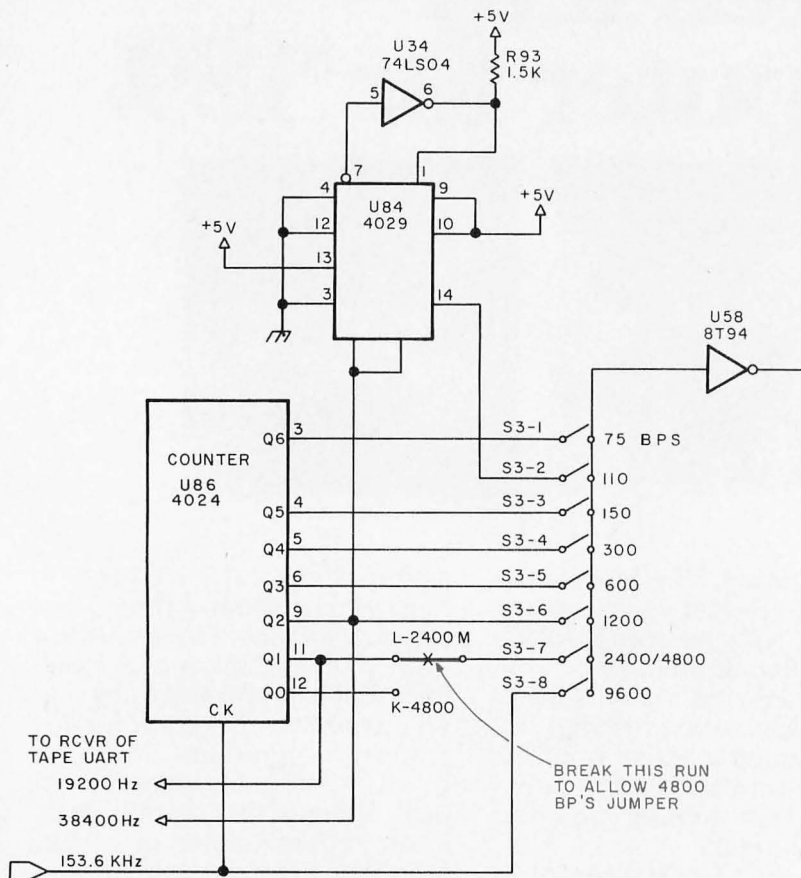 +5V
U34
74LS04
R93
1.5K
5
6
7
1
4
9
U84
4029
+5V
+5V
12
10
13
3
14
U58
8T94
COUNTER
U86
4024
Q6
3
S3-1
75 BPS
S3-2
110
Q5
4
S3-3
150
Q4
5
S3-4
300
Q3
6
S3-5
600
Q2
9
S3-6
1200
L-2400 M
Q1
11
S3-7
2400/4800
Q0
12
S3-8
9600
K-4800
CK
TO RCVR OF
TAPE UART
19200 Hz
38400 Hz
153.6 KHz
BREAK THIS RUN
TO ALLOW 4800
BP'S JUMPER